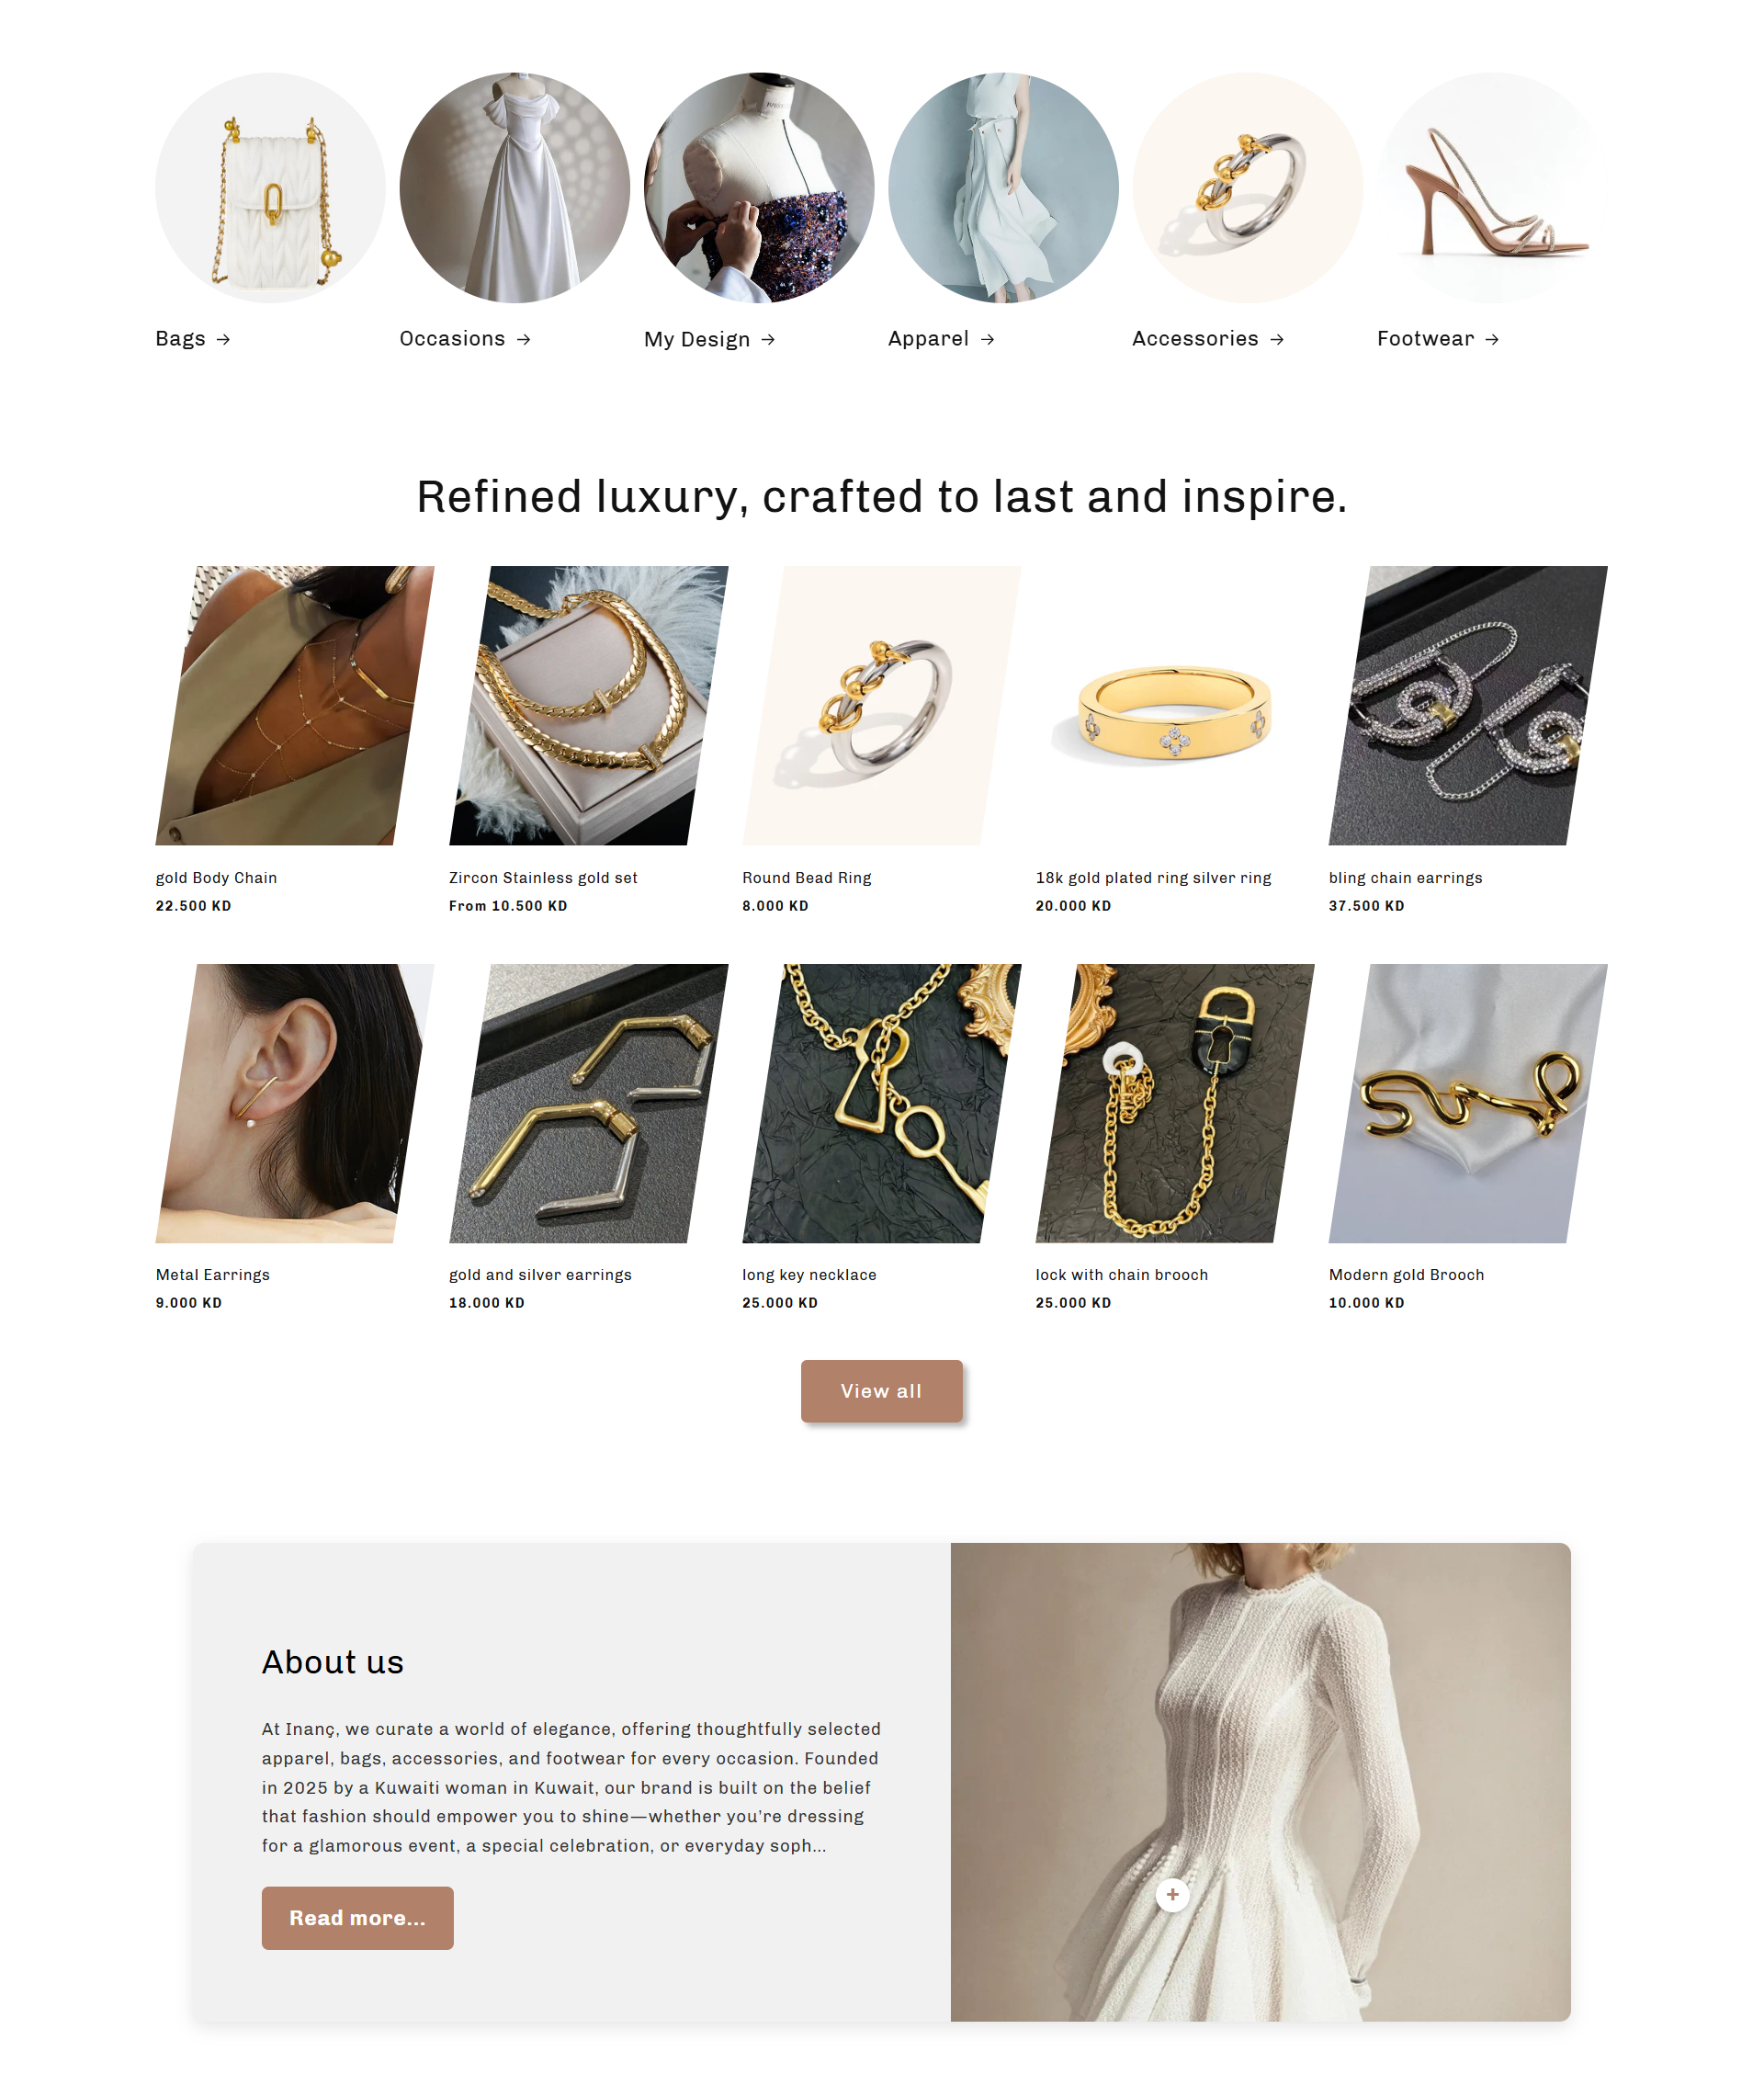 Bags →
Occasions →
My Design →
Apparel →
Accessories →
Footwear →
Refined luxury, crafted to last and inspire.
gold Body Chain
22.500 KD
Zircon Stainless gold set
From 10.500 KD
Round Bead Ring
8.000 KD
18k gold plated ring silver ring
20.000 KD
bling chain earrings
37.500 KD
Metal Earrings
9.000 KD
gold and silver earrings
18.000 KD
long key necklace
25.000 KD
lock with chain brooch
25.000 KD
Modern gold Brooch
10.000 KD
View all
About us
At Inanç, we curate a world of elegance, offering thoughtfully selected
apparel, bags, accessories, and footwear for every occasion. Founded
in 2025 by a Kuwaiti woman in Kuwait, our brand is built on the belief
that fashion should empower you to shine—whether you’re dressing
for a glamorous event, a special celebration, or everyday soph...
Read more...